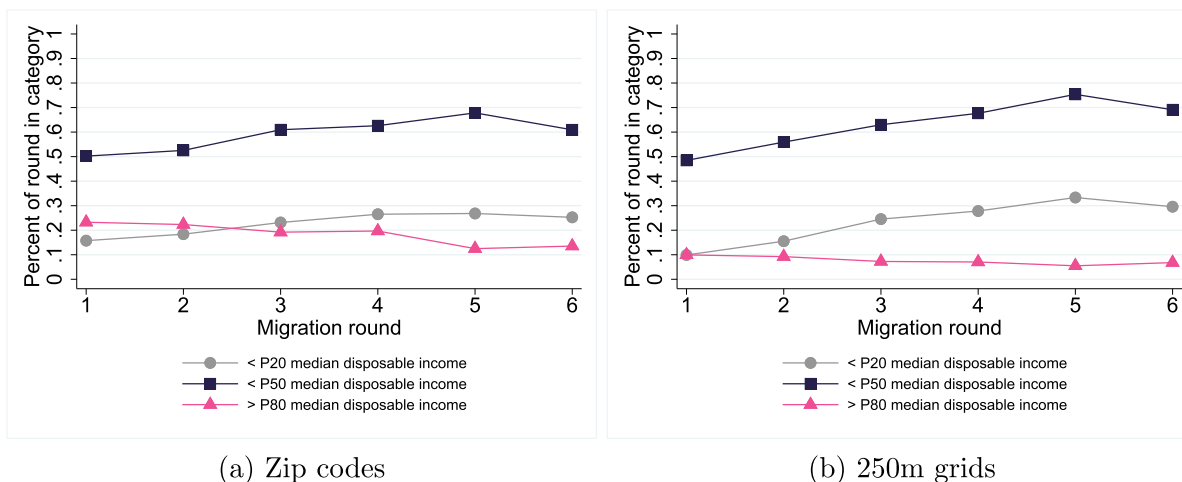 Percent of round in category
0 .1 .2 .3 .4 .5 .6 .7 .8 .9 1
1 2 3 4 5 6
Migration round
< P20 median disposable income
< P50 median disposable income
> P80 median disposable income
(a) Zip codes
Percent of round in category
0 .1 .2 .3 .4 .5 .6 .7 .8 .9 1
1 2 3 4 5 6
Migration round
< P20 median disposable income
< P50 median disposable income
> P80 median disposable income
(b) 250m grids